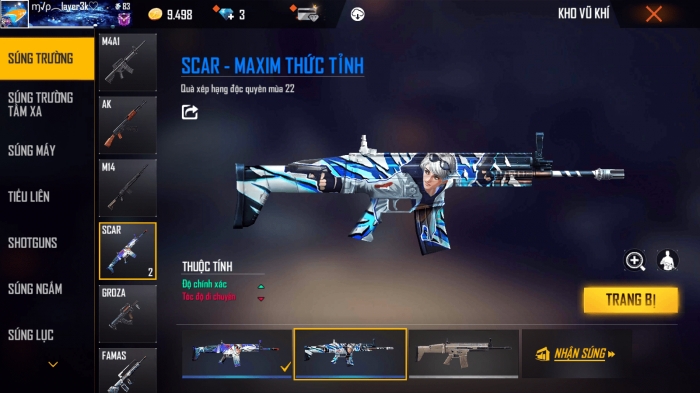 83
9.498
3
KHO VŨ KHÍ
SÚNG TRƯỜNG
SÚNG TRƯỜNG
TẦM XA
SÚNG MÁY
TIỂU LIÊN
SHOTGUNS
SÚNG NGẮM
SÚNG LỤC
M4A1
AK
M14
SCAR
2
GROZA
FAMAS
SCAR - MAXIM THỨC TỈNH
Quà xếp hạng độc quyền mùa 22
THUỘC TÍNH
Độ chính xác
Tốc độ di chuyển
TRANG BỊ
NHẬN SÚNG